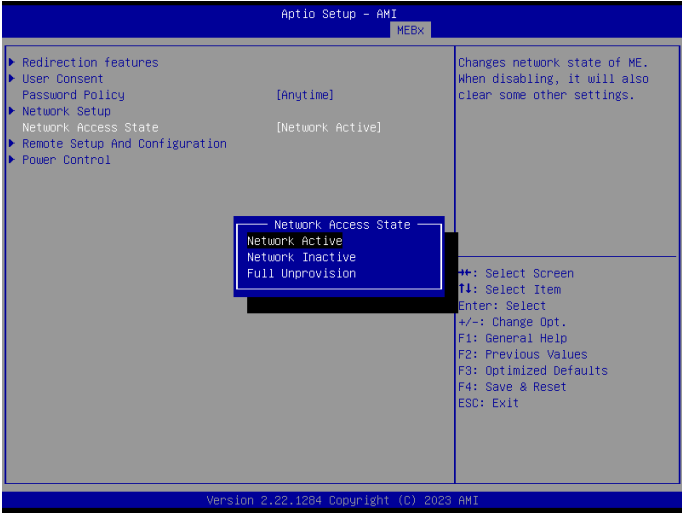 Aptio Setup - AMI
MEBx
Redirection features
User Consent
Password Policy [Anytime]
Network Setup
Network Access State [Network Active]
Remote Setup And Configuration
Power Control
Changes network state of ME.
When disabling, it will also
clear some other settings.
Network Access State
Network Active
Network Inactive
Full Unprovision
→←: Select Screen
↑↓: Select Item
Enter: Select
+/-: Change Opt.
F1: General Help
F2: Previous Values
F3: Optimized Defaults
F4: Save & Reset
ESC: Exit
Version 2.22.1284 Copyright (C) 2023 AMI